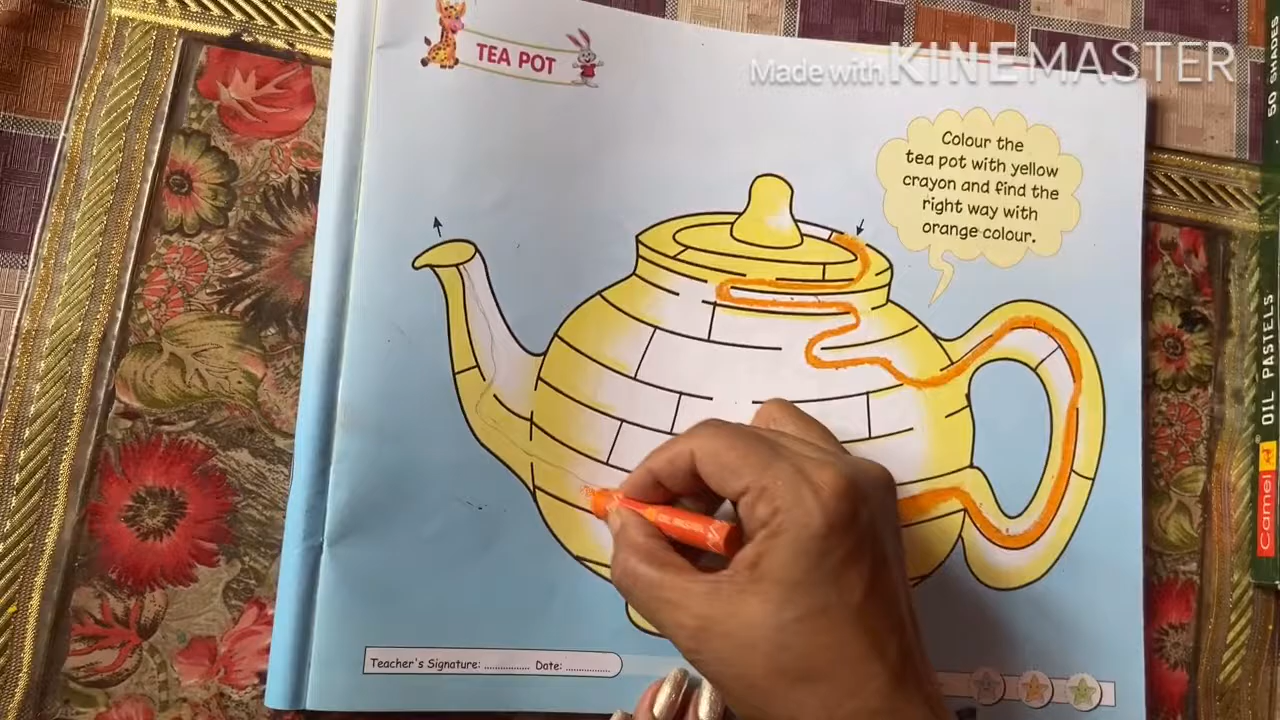 TEA POT
Made with KINEMASTER
Colour the
tea pot with yellow
crayon and find the
right way with
orange colour.
Teacher's Signature: ............... Date: ..............
Camel
OIL PASTELS
50 SHADES